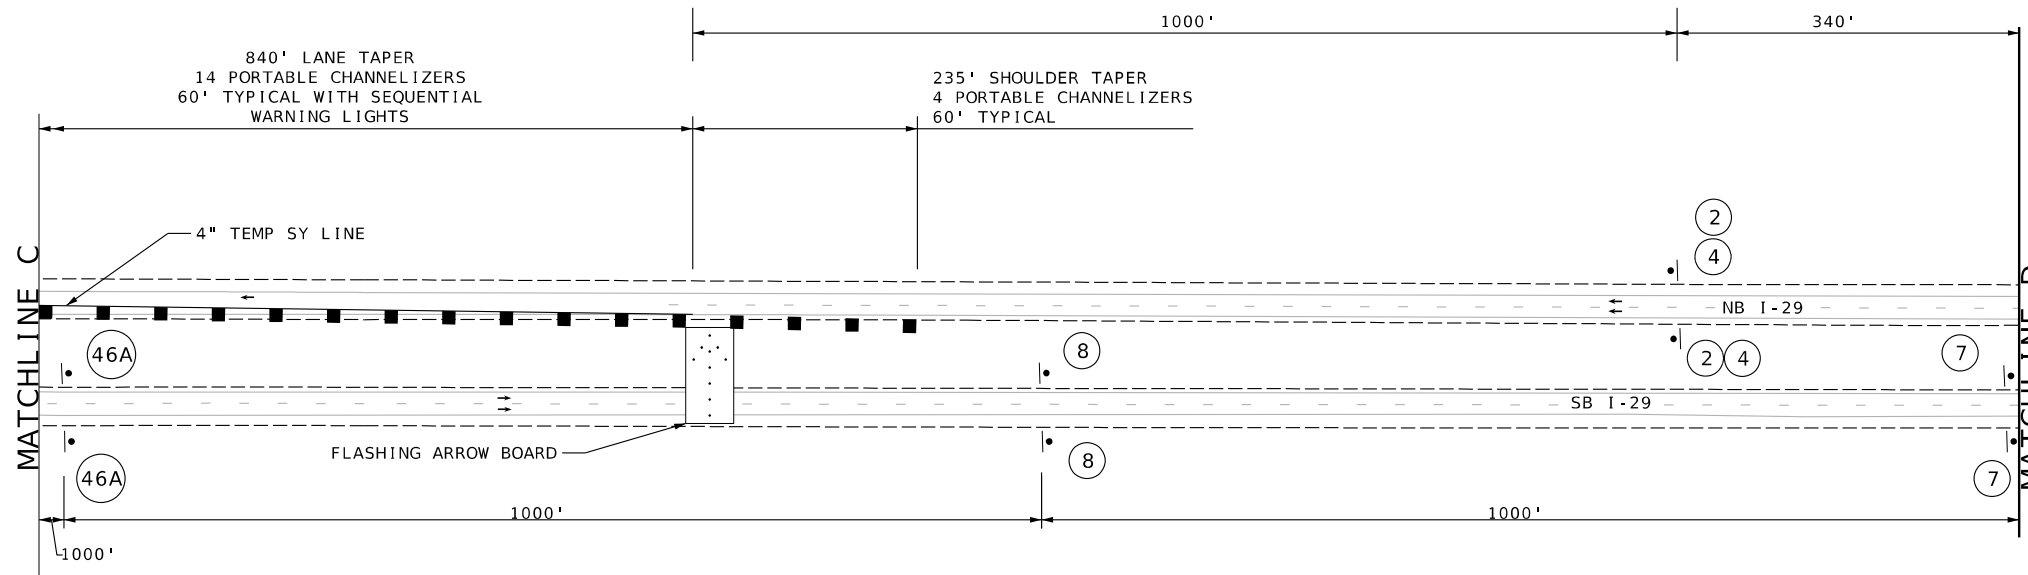 1000'
340'
840' LANE TAPER
14 PORTABLE CHANNELIZERS
60' TYPICAL WITH SEQUENTIAL
WARNING LIGHTS
235' SHOULDER TAPER
4 PORTABLE CHANNELIZERS
60' TYPICAL
2
4" TEMP SY LINE
4
MATCHLINE C
NB I-29
MATCHLINE D
46A
8
2
4
7
SB I-29
FLASHING ARROW BOARD
8
46A
7
1000'
1000'
1000'